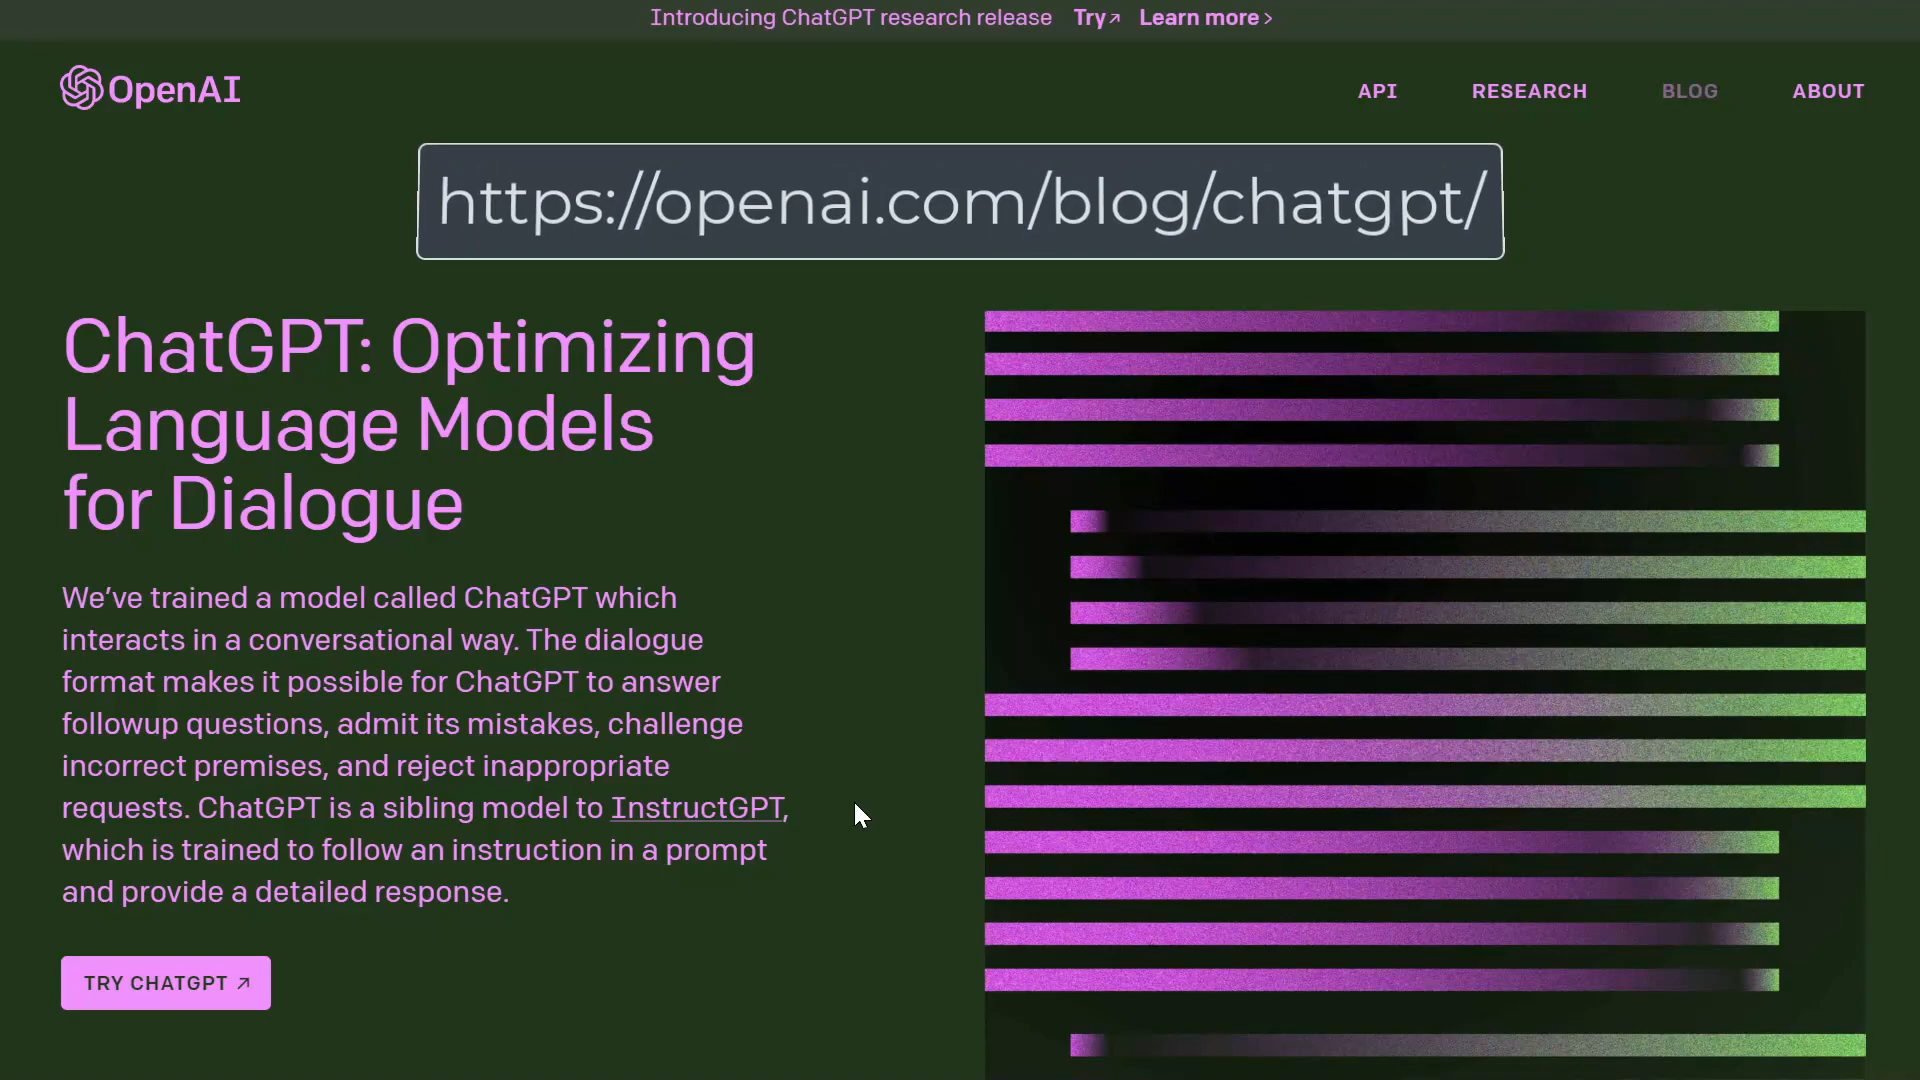 Introducing ChatGPT research release Try↗ Learn more ›
OpenAI
API RESEARCH BLOG ABOUT
https://openai.com/blog/chatgpt/
ChatGPT: Optimizing
Language Models
for Dialogue
We’ve trained a model called ChatGPT which
interacts in a conversational way. The dialogue
format makes it possible for ChatGPT to answer
followup questions, admit its mistakes, challenge
incorrect premises, and reject inappropriate
requests. ChatGPT is a sibling model to InstructGPT,
which is trained to follow an instruction in a prompt
and provide a detailed response.
TRY CHATGPT ↗